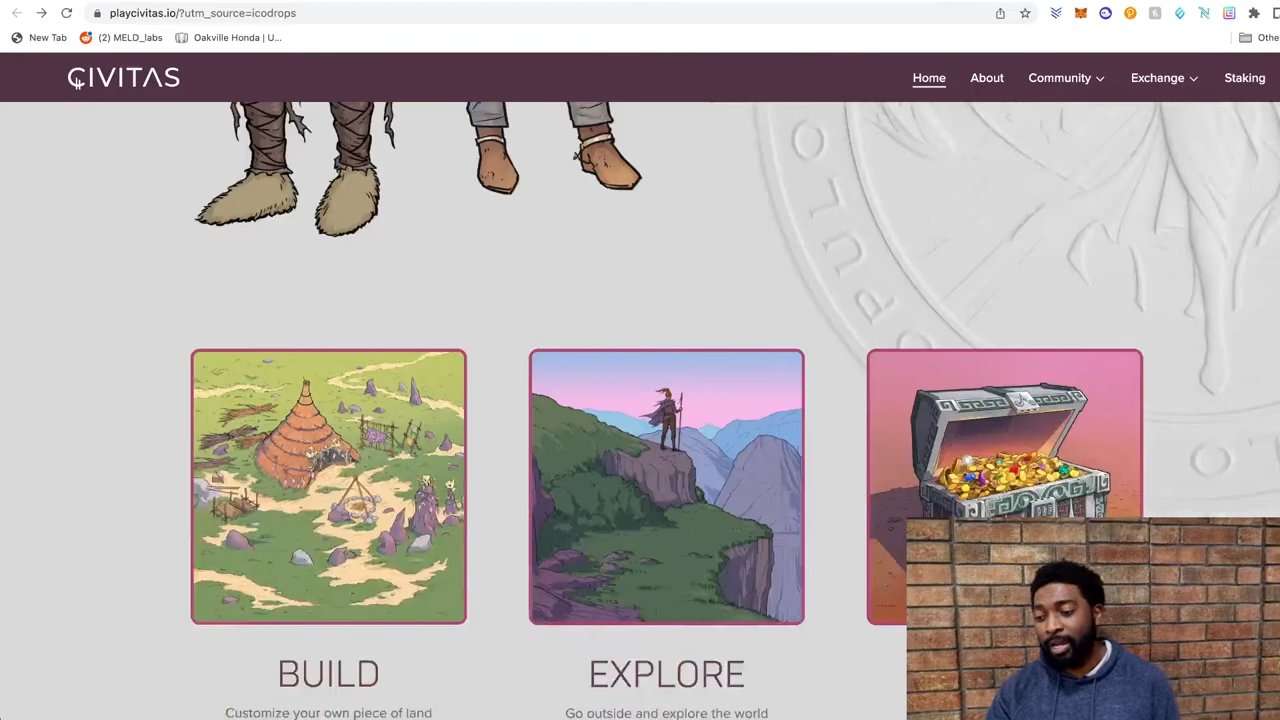 playcivitas.io/?utm_source=icodrops
New Tab
(2) MELD_labs
Oakville Honda | U...
Othe
CIVITAS
Home
About
Community
Exchange
Staking
PULO
O
BUILD
Customize your own piece of land
EXPLORE
Go outside and explore the world